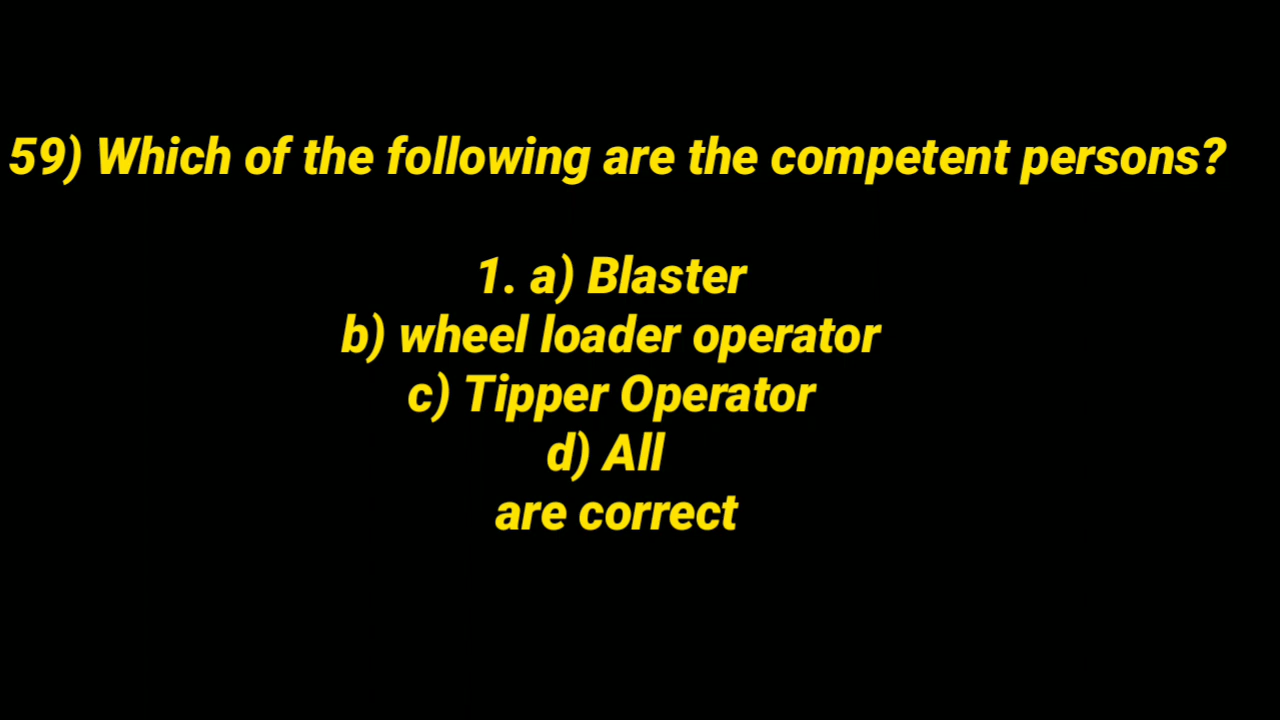 59) Which of the following are the competent persons?
1. a) Blaster
b) wheel loader operator
c) Tipper Operator
d) All
are correct